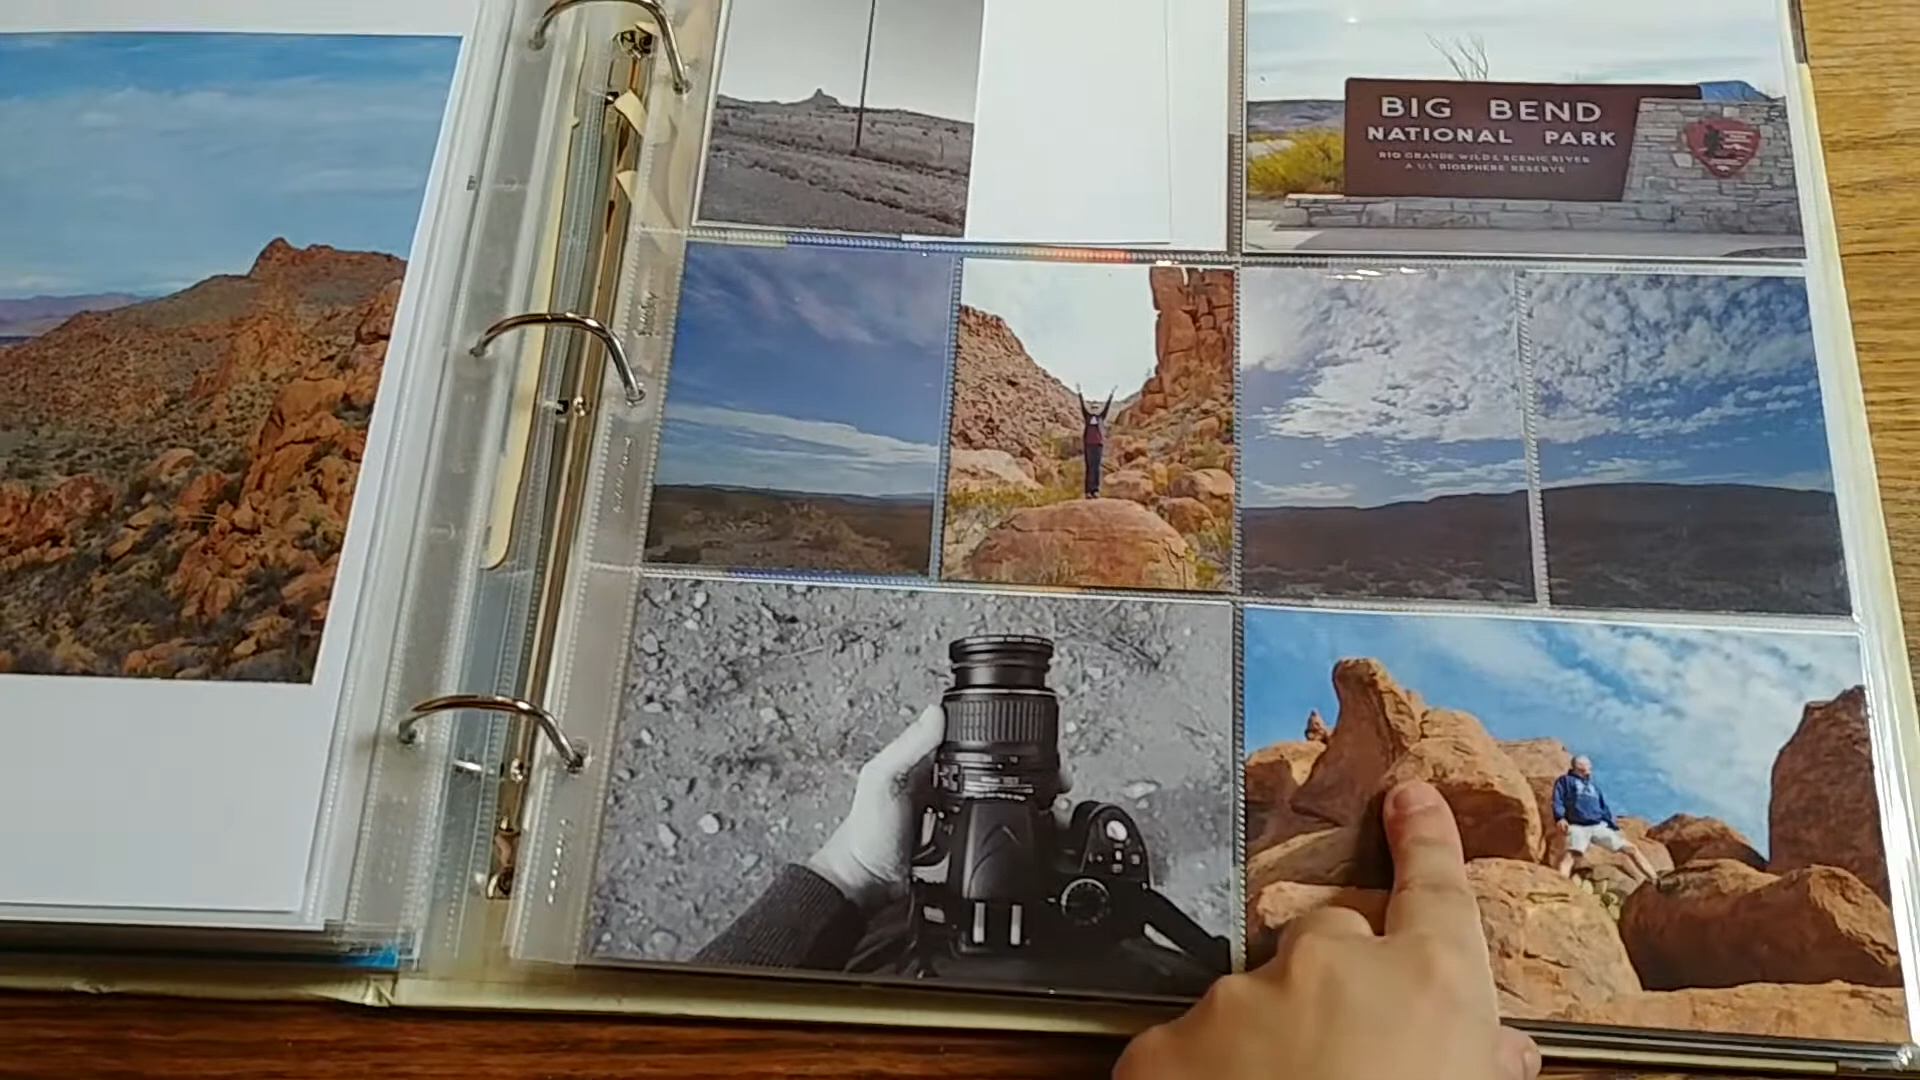 BIG BEND
NATIONAL PARK
RIO GRANDE WILD & SCENIC RIVER
A U.S. BIOSPHERE RESERVE